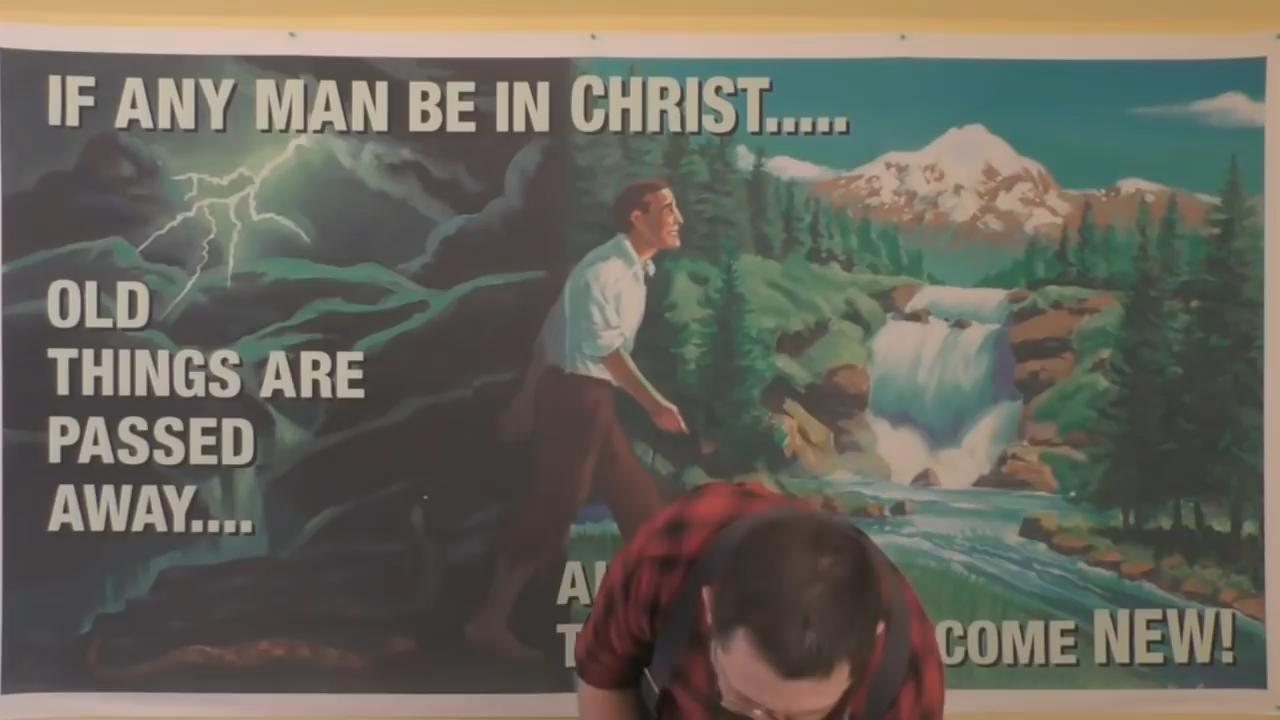 IF ANY MAN BE IN CHRIST.....
OLD
THINGS ARE
PASSED
AWAY....
COME NEW!